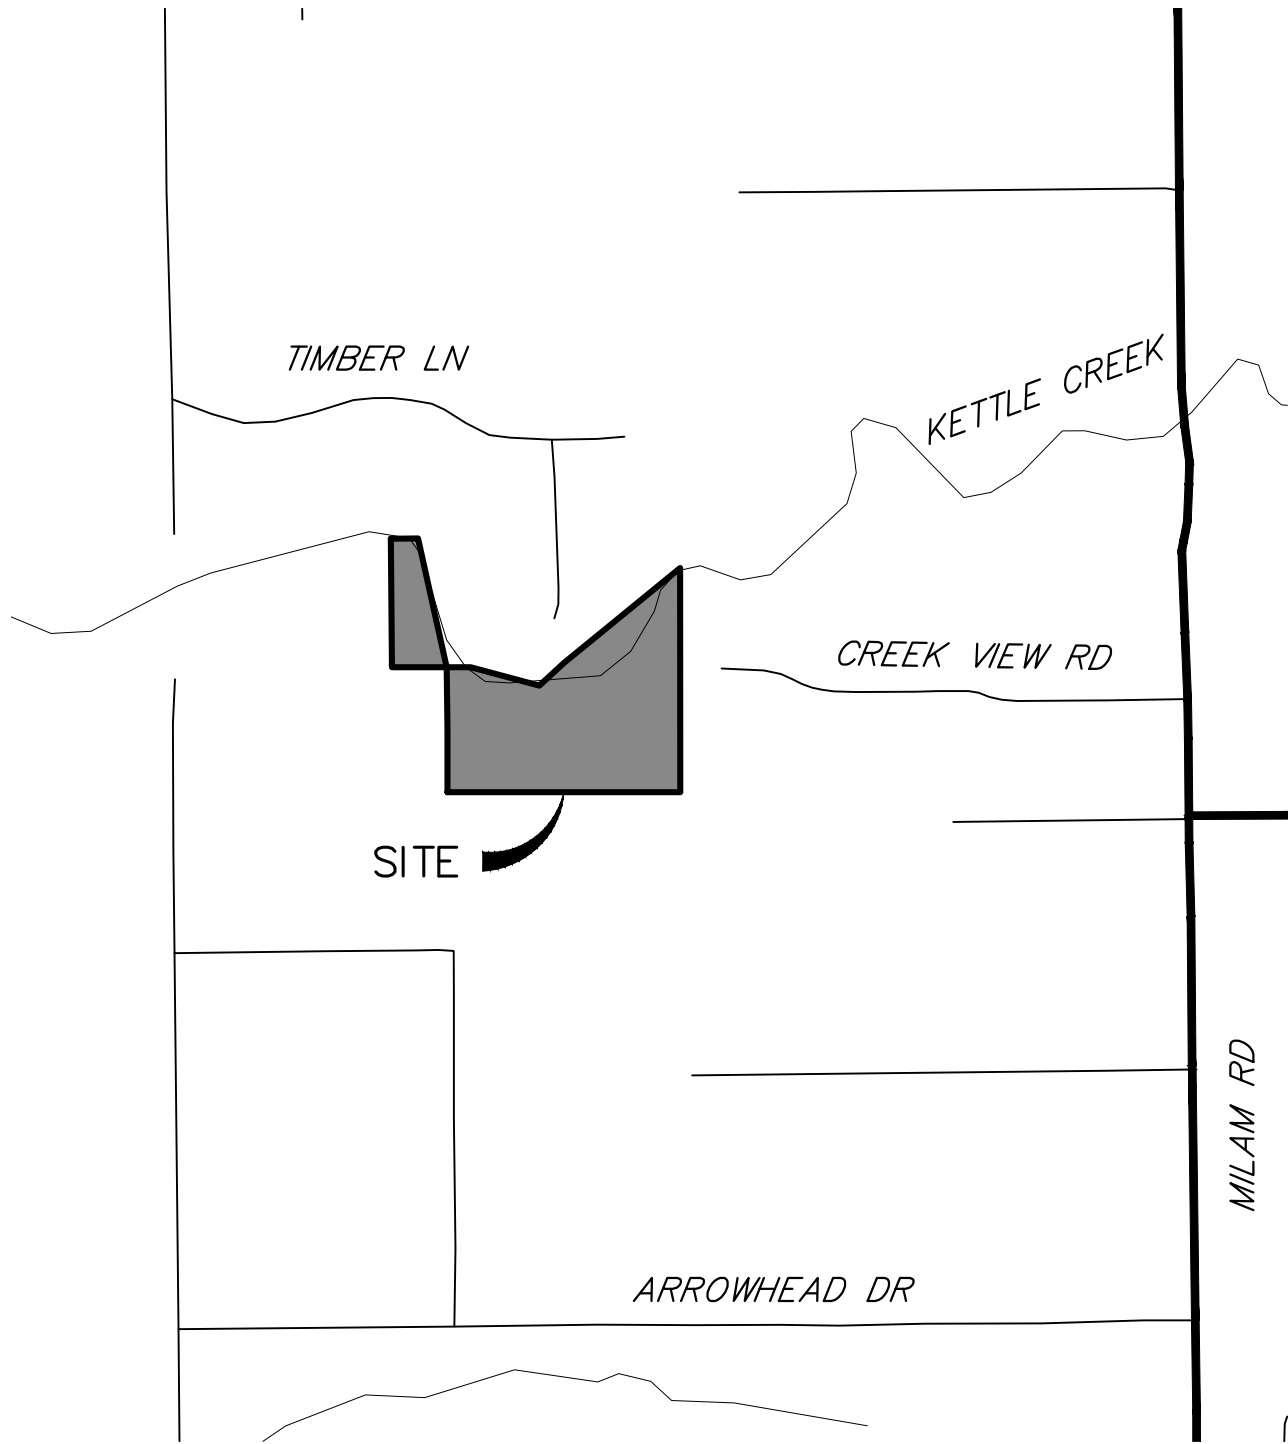 TIMBER LN
KETTLE CREEK
CREEK VIEW RD
SITE
MILAM RD
ARROWHEAD DR